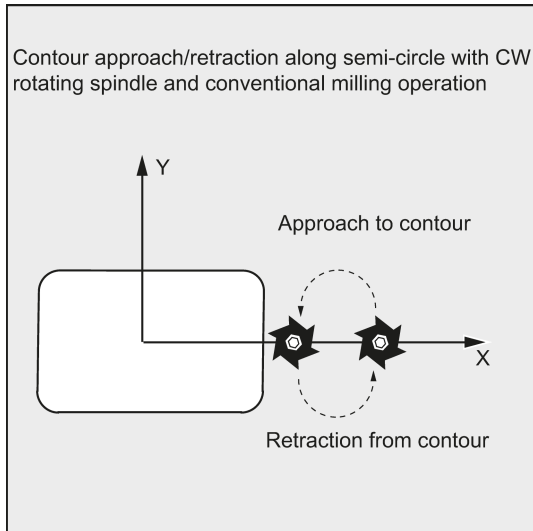 Contour approach/retraction along semi-circle with CW
rotating spindle and conventional milling operation
Y
Approach to contour
X
Retraction from contour